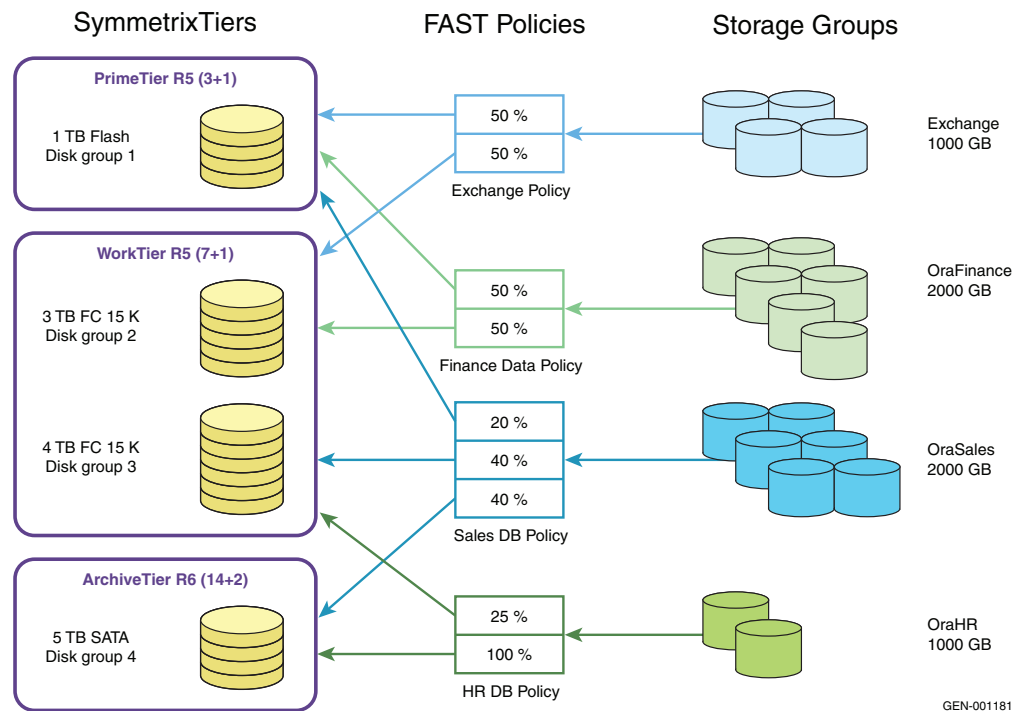 SymmetrixTiers
FAST Policies
Storage Groups
PrimeTier R5 (3+1)
1 TB Flash
Disk group 1
50 %
50 %
Exchange Policy
Exchange
1000 GB
WorkTier R5 (7+1)
3 TB FC 15 K
Disk group 2
50 %
50 %
Finance Data Policy
OraFinance
2000 GB
4 TB FC 15 K
Disk group 3
20 %
40 %
40 %
Sales DB Policy
OraSales
2000 GB
ArchiveTier R6 (14+2)
5 TB SATA
Disk group 4
25 %
100 %
HR DB Policy
OraHR
1000 GB
GEN-001181